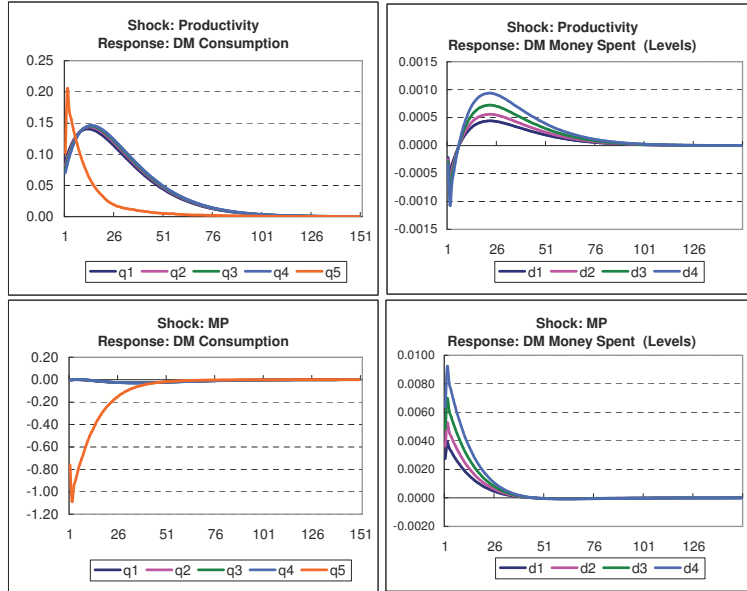 Shock: Productivity
Response: DM Consumption
0.25
0.20
0.15
0.10
0.05
0.00
1 26 51 76 101 126 151
q1 q2 q3 q4 q5
Shock: Productivity
Response: DM Money Spent (Levels)
0.0015
0.0010
0.0005
0.0000
-0.0005
-0.0010
-0.0015
1 26 51 76 101 126
d1 d2 d3 d4
Shock: MP
Response: DM Consumption
0.20
0.00
-0.20
-0.40
-0.60
-0.80
-1.00
-1.20
1 26 51 76 101 126 151
q1 q2 q3 q4 q5
Shock: MP
Response: DM Money Spent (Levels)
0.0100
0.0080
0.0060
0.0040
0.0020
0.0000
-0.0020
1 26 51 76 101 126
d1 d2 d3 d4